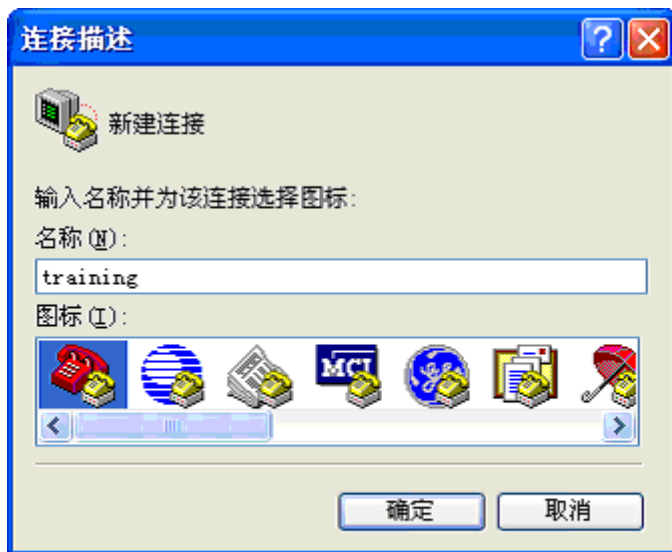 连接描述
新建连接
输入名称并为该连接选择图标:
名称(N):
training
图标(I):
MCI
确定
取消